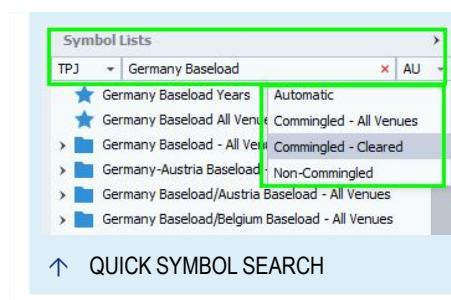 Symbol Lists
TPJ Germany Baseload × AU
Germany Baseload Years Automatic
Germany Baseload All Venue Commingled - All Venues
Germany Baseload - All Ven Commingled - Cleared
Germany-Austria Baseload - Non-Commingled
Germany Baseload/Austria Baseload - All Venues
Germany Baseload/Belgium Baseload - All Venues
↑ QUICK SYMBOL SEARCH